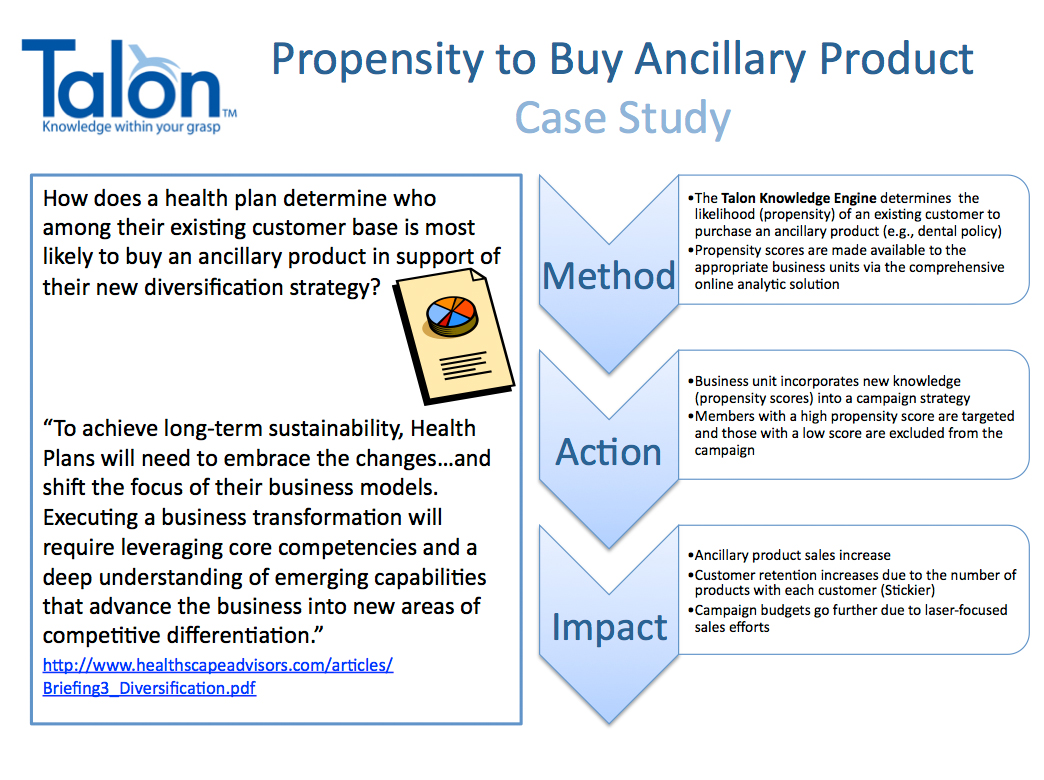 Talon™
Knowledge within your grasp
Propensity to Buy Ancillary Product
Case Study
How does a health plan determine who
among their existing customer base is most
likely to buy an ancillary product in support of
their new diversification strategy?
“To achieve long-term sustainability, Health
Plans will need to embrace the changes…and
shift the focus of their business models.
Executing a business transformation will
require leveraging core competencies and a
deep understanding of emerging capabilities
that advance the business into new areas of
competitive differentiation.”
http://www.healthscapeadvisors.com/articles/
Briefing3_Diversification.pdf
Method
•The Talon Knowledge Engine determines the
likelihood (propensity) of an existing customer to
purchase an ancillary product (e.g., dental policy)
•Propensity scores are made available to the
appropriate business units via the comprehensive
online analytic solution
Action
•Business unit incorporates new knowledge
(propensity scores) into a campaign strategy
•Members with a high propensity score are targeted
and those with a low score are excluded from the
campaign
Impact
•Ancillary product sales increase
•Customer retention increases due to the number of
products with each customer (Stickier)
•Campaign budgets go further due to laser-focused
sales efforts